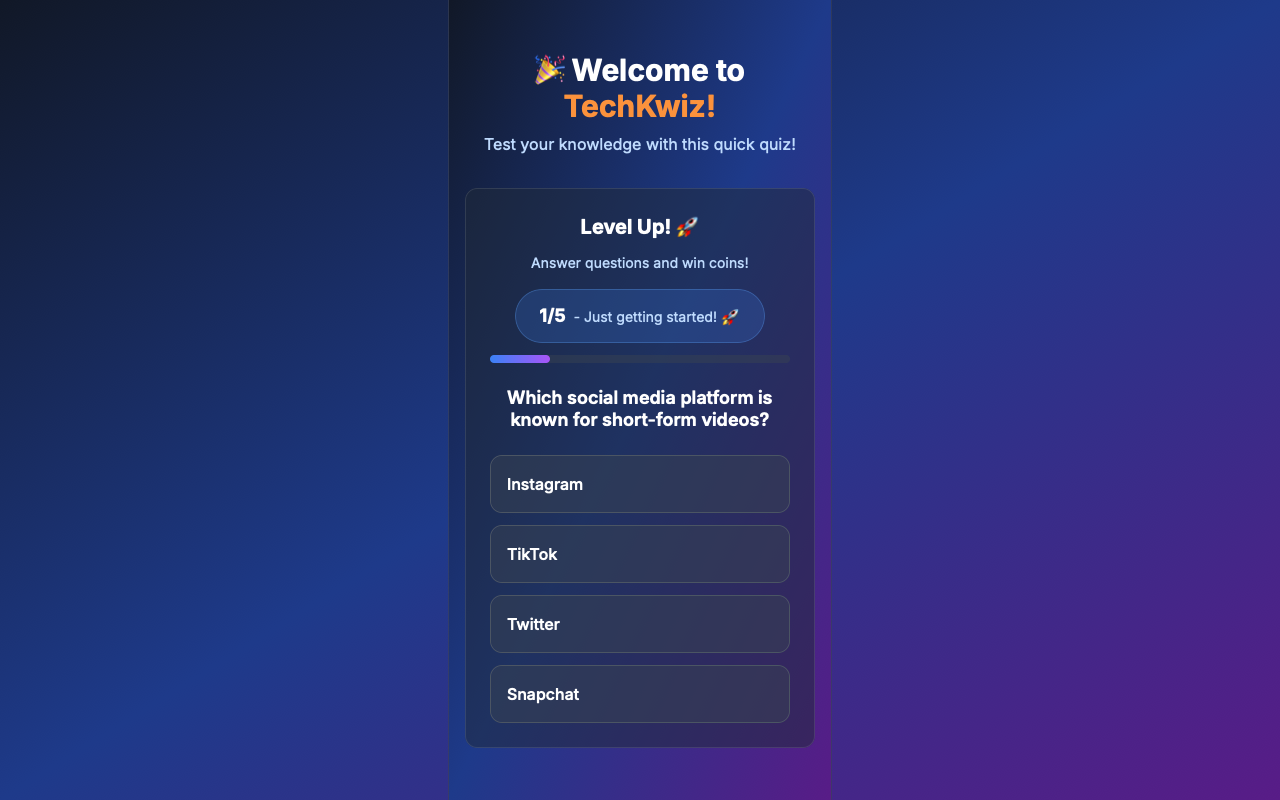 🎉 Welcome to
TechKwiz!
Test your knowledge with this quick quiz!
Level Up! 🚀
Answer questions and win coins!
1/5 - Just getting started! 🚀
Which social media platform is
known for short-form videos?
Instagram
TikTok
Twitter
Snapchat